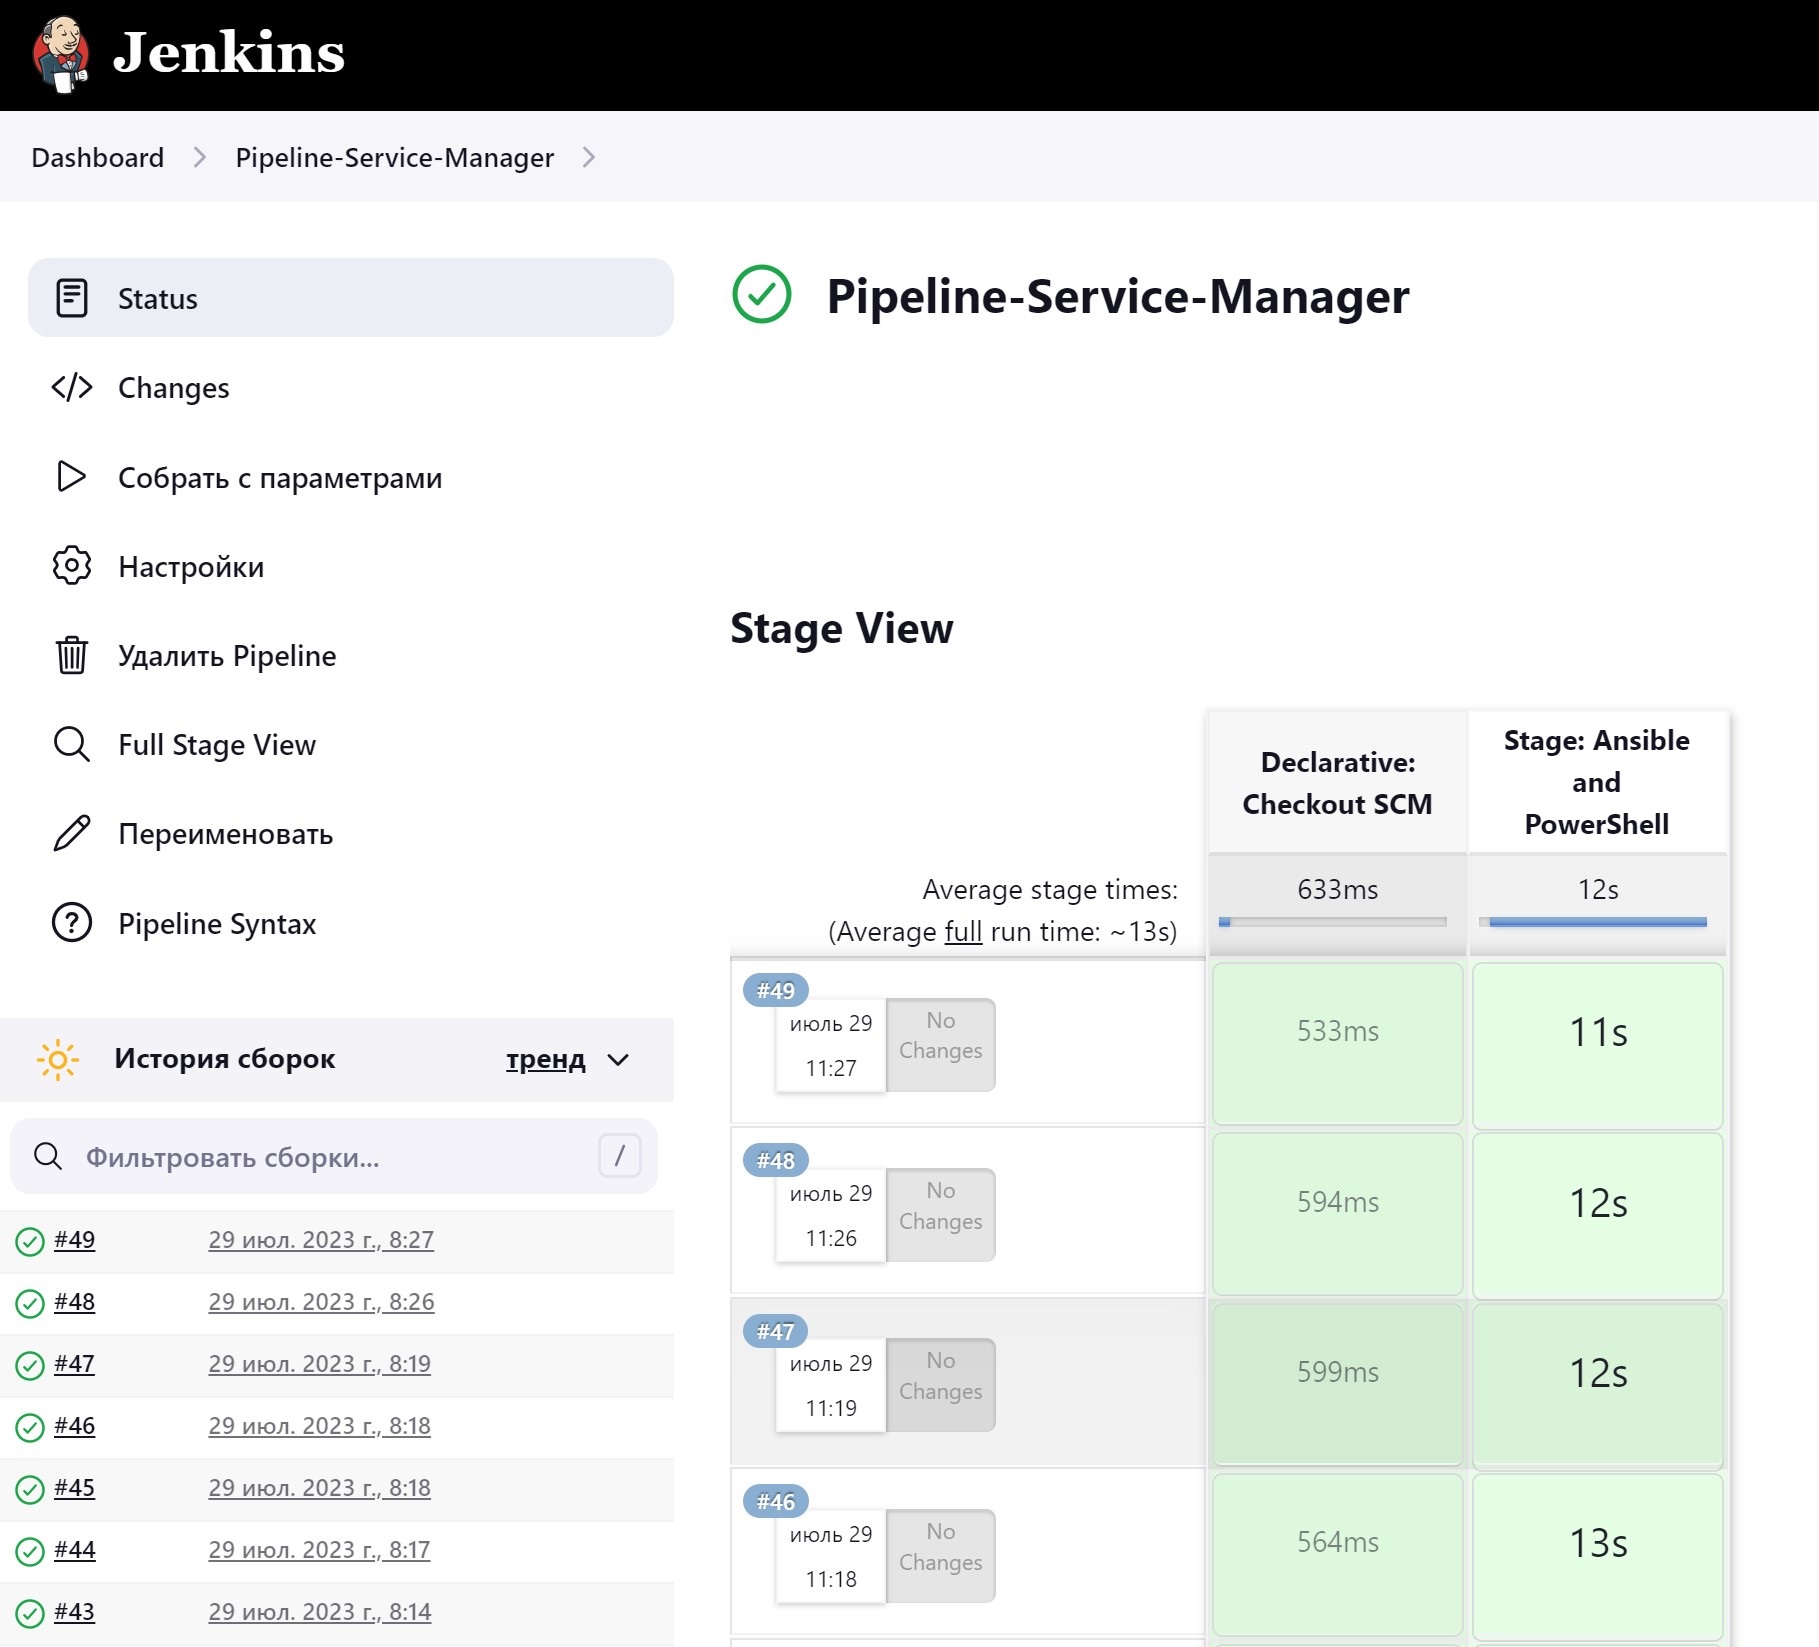 Jenkins
Dashboard
Pipeline-Service-Manager
Status
Changes
Собрать с параметрами
Настройки
Удалить Pipeline
Full Stage View
Переименовать
Pipeline Syntax
История сборок
тренд
Фильтровать сборки...
/
#49
29 июл. 2023 г., 8:27
#48
29 июл. 2023 г., 8:26
#47
29 июл. 2023 г., 8:19
#46
29 июл. 2023 г., 8:18
#45
29 июл. 2023 г., 8:18
#44
29 июл. 2023 г., 8:17
#43
29 июл. 2023 г., 8:14
Pipeline-Service-Manager
Stage View
Declarative:
Checkout SCM
Stage: Ansible
and
PowerShell
Average stage times:
(Average full run time: ~13s)
633ms
12s
#49
июль 29
11:27
No
Changes
533ms
11s
#48
июль 29
11:26
No
Changes
594ms
12s
#47
июль 29
11:19
No
Changes
599ms
12s
#46
июль 29
11:18
No
Changes
564ms
13s